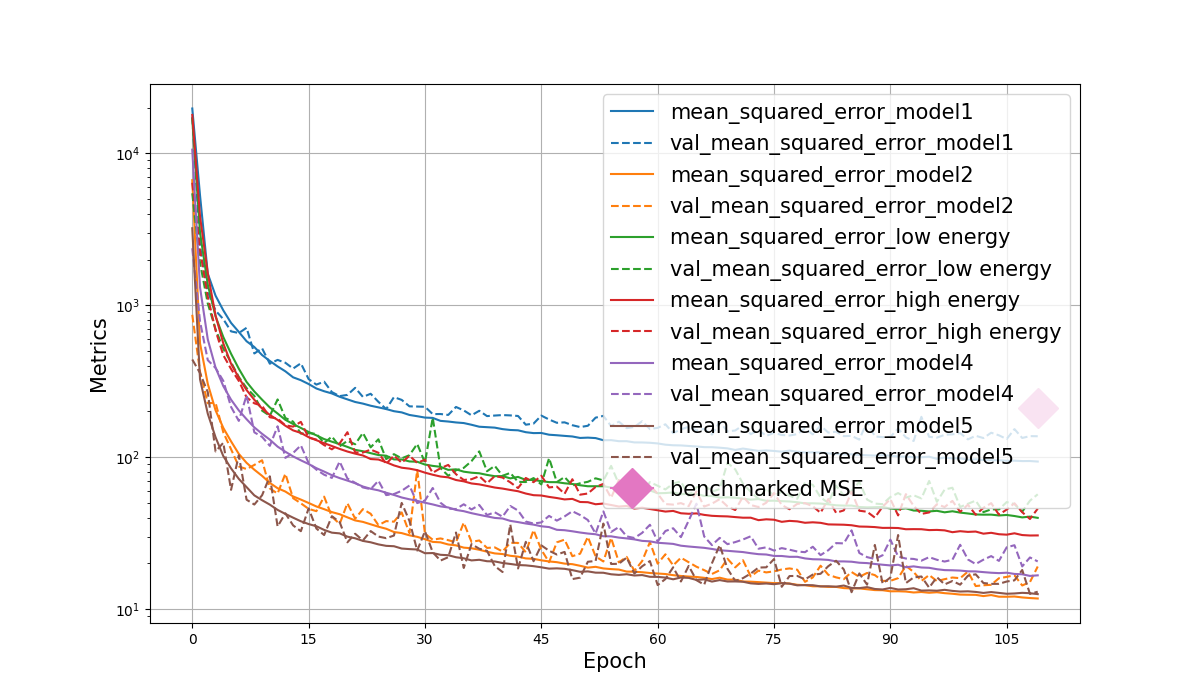 Metrics
10^4
10^3
10^2
10^1
0 15 30 45 60 75 90 105
Epoch
mean_squared_error_model1
val_mean_squared_error_model1
mean_squared_error_model2
val_mean_squared_error_model2
mean_squared_error_low energy
val_mean_squared_error_low energy
mean_squared_error_high energy
val_mean_squared_error_high energy
mean_squared_error_model4
val_mean_squared_error_model4
mean_squared_error_model5
val_mean_squared_error_model5
benchmarked MSE